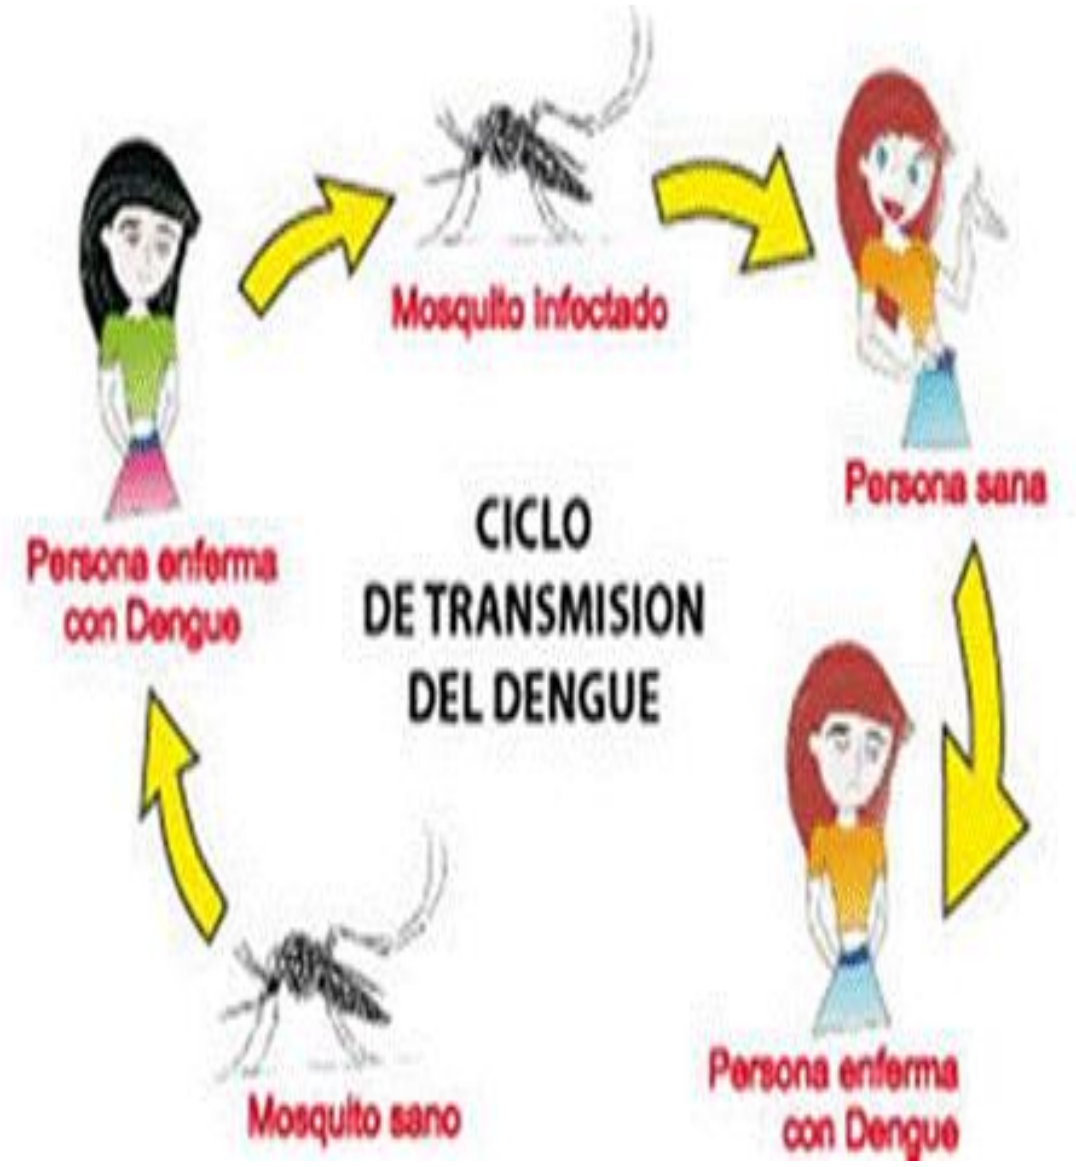 Mosquito infectado
Persona sana
Persona enferma
con Dengue
CICLO
DE TRANSMISION
DEL DENGUE
Mosquito sano
Persona enferma
con Dengue